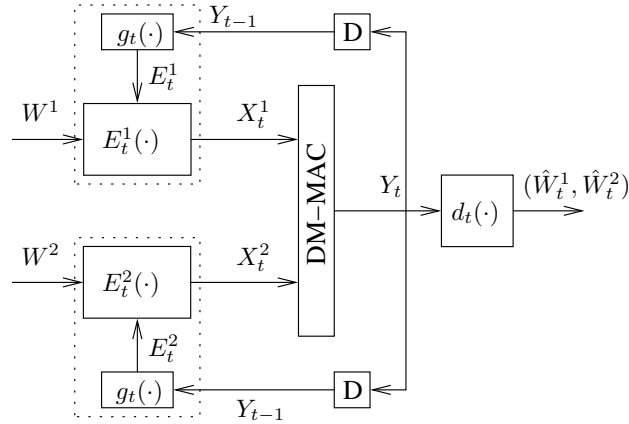 g_t(·)
Y_{t−1}
D
E_t^1
W^1
E_t^1(·)
X_t^1
DM–MAC
Y_t
d_t(·)
(Ŵ_t^1, Ŵ_t^2)
W^2
E_t^2(·)
X_t^2
E_t^2
g_t(·)
Y_{t−1}
D